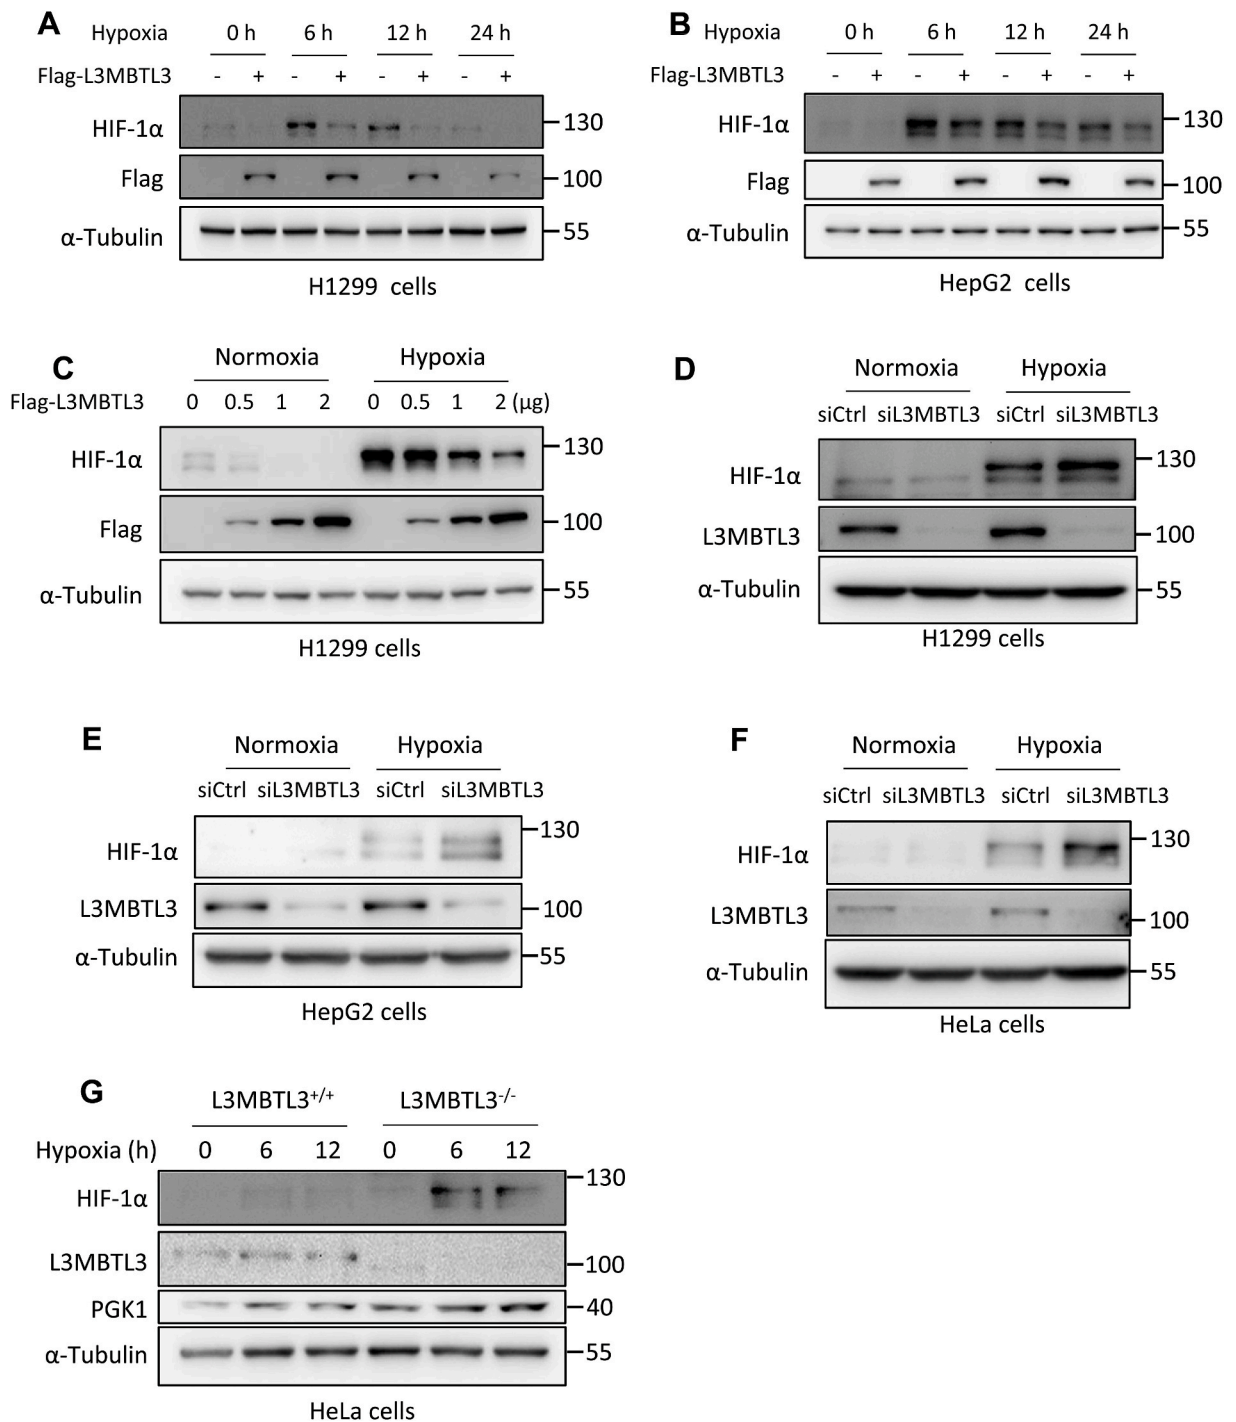 A
Hypoxia 0 h 6 h 12 h 24 h
Flag-L3MBTL3 - + - + - + - +
HIF-1α 130
Flag 100
α-Tubulin 55
H1299 cells
B
Hypoxia 0 h 6 h 12 h 24 h
Flag-L3MBTL3 - + - + - + - +
HIF-1α 130
Flag 100
α-Tubulin 55
HepG2 cells
C
Normoxia Hypoxia
Flag-L3MBTL3 0 0.5 1 2 0 0.5 1 2 (μg)
HIF-1α 130
Flag 100
α-Tubulin 55
H1299 cells
D
Normoxia Hypoxia
siCtrl siL3MBTL3 siCtrl siL3MBTL3
HIF-1α 130
L3MBTL3 100
α-Tubulin 55
H1299 cells
E
Normoxia Hypoxia
siCtrl siL3MBTL3 siCtrl siL3MBTL3
HIF-1α 130
L3MBTL3 100
α-Tubulin 55
HepG2 cells
F
Normoxia Hypoxia
siCtrl siL3MBTL3 siCtrl siL3MBTL3
HIF-1α 130
L3MBTL3 100
α-Tubulin 55
HeLa cells
G
L3MBTL3+/+ L3MBTL3-/-
Hypoxia (h) 0 6 12 0 6 12
HIF-1α 130
L3MBTL3 100
PGK1 40
α-Tubulin 55
HeLa cells